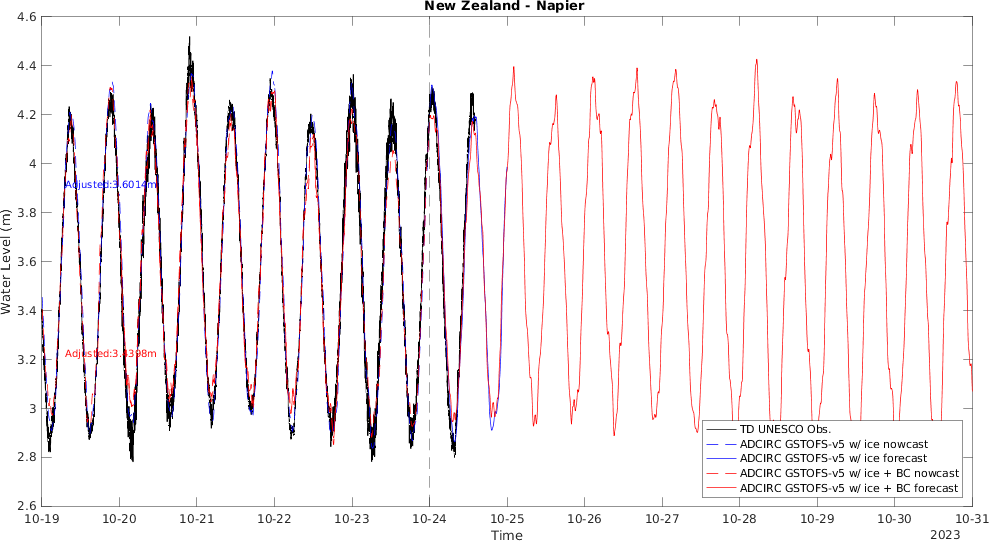 New Zealand - Napier
4.6
4.4
4.2
4
3.8
3.6
3.4
3.2
3
2.8
2.6
Water Level (m)
Adjusted:3.6014m
TD UNESCO Obs.
ADCIRC GSTOFS-v5 w/ ice nowcast
ADCIRC GSTOFS-v5 w/ ice forecast
ADCIRC GSTOFS-v5 w/ ice + BC nowcast
ADCIRC GSTOFS-v5 w/ ice + BC forecast
10-19 10-20 10-21 10-22 10-23 10-24 10-25 10-26 10-27 10-28 10-29 10-30 10-31
Time
2023